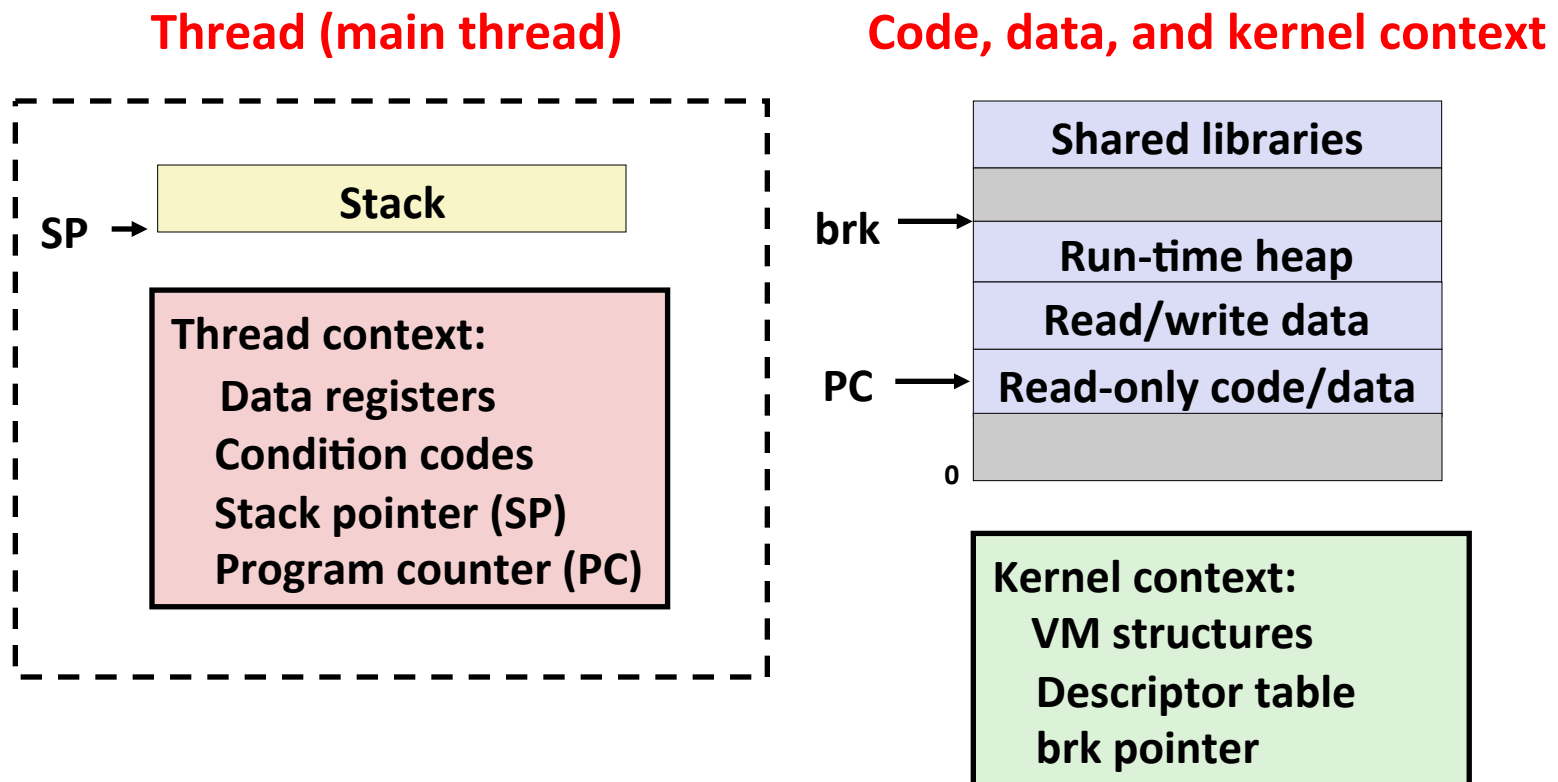 Thread (main thread)
Stack
SP
Thread context:
Data registers
Condition codes
Stack pointer (SP)
Program counter (PC)
Code, data, and kernel context
Shared libraries
brk
Run-time heap
Read/write data
PC
Read-only code/data
0
Kernel context:
VM structures
Descriptor table
brk pointer